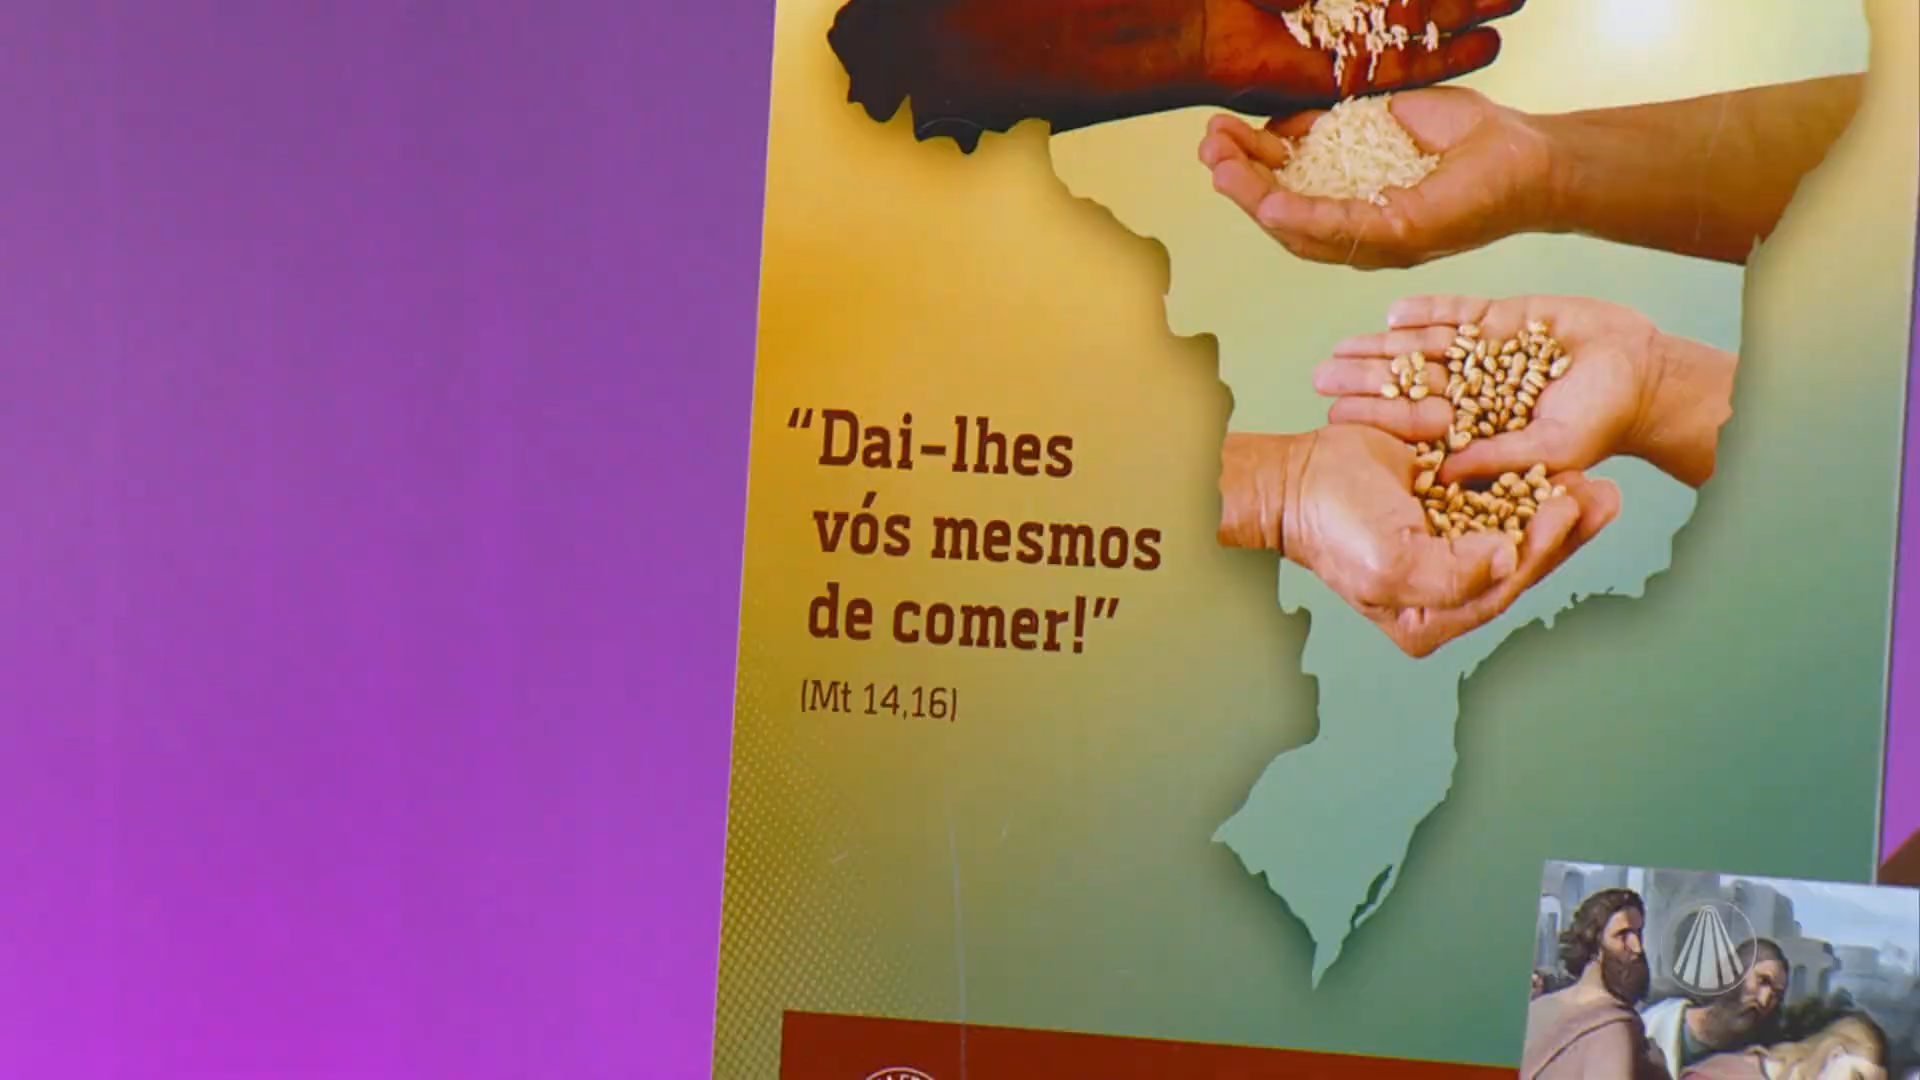 “Dai-lhes
vós mesmos
de comer!”
(Mt 14,16)